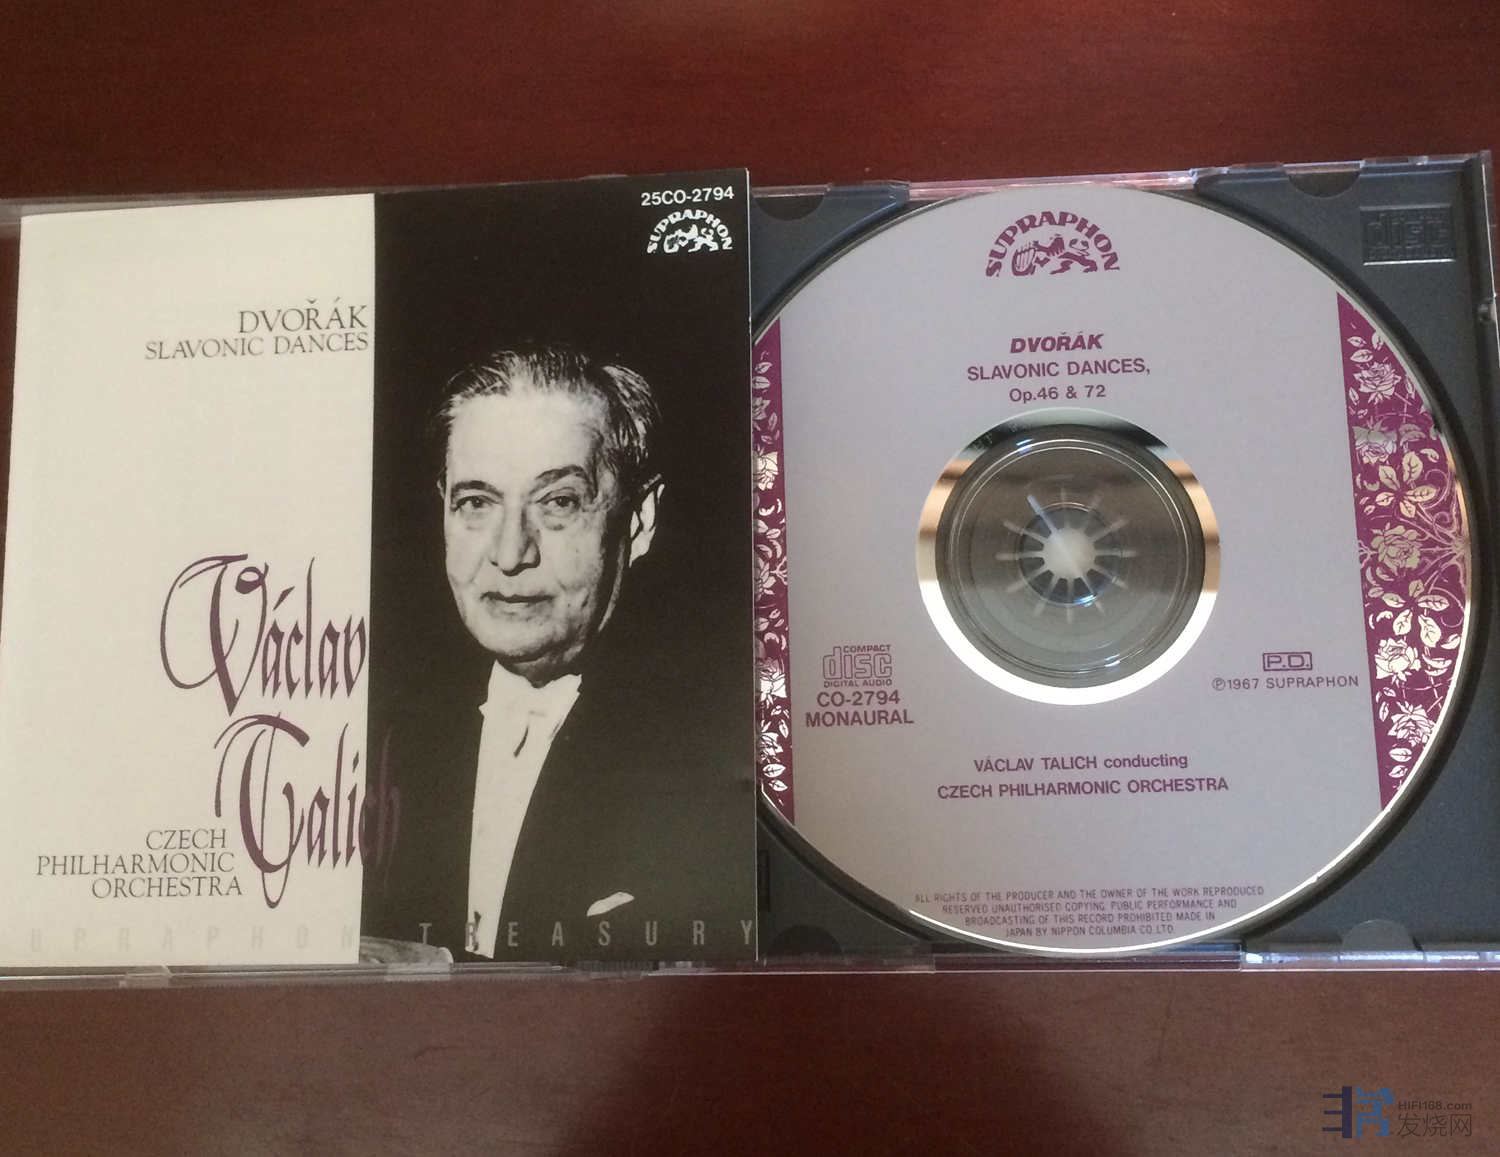 25CO-2794
SUPRAPHON
DVOŘÁK
SLAVONIC DANCES
Václav
Talich
CZECH
PHILHARMONIC
ORCHESTRA
UPRAPHON TREASURY
SUPRAPHON
DVOŘÁK
SLAVONIC DANCES,
Op.46 & 72
COMPACT
disc
DIGITAL AUDIO
CO-2794
MONAURAL
P.D.
℗1967 SUPRAPHON
VÁCLAV TALICH conducting
CZECH PHILHARMONIC ORCHESTRA
ALL RIGHTS OF THE PRODUCER AND THE OWNER OF THE WORK REPRODUCED
RESERVED UNAUTHORISED COPYING, PUBLIC PERFORMANCE AND
BROADCASTING OF THIS RECORD PROHIBITED MADE IN
JAPAN BY NIPPON COLUMBIA CO LTD
disc
HIFI168.com
发烧网